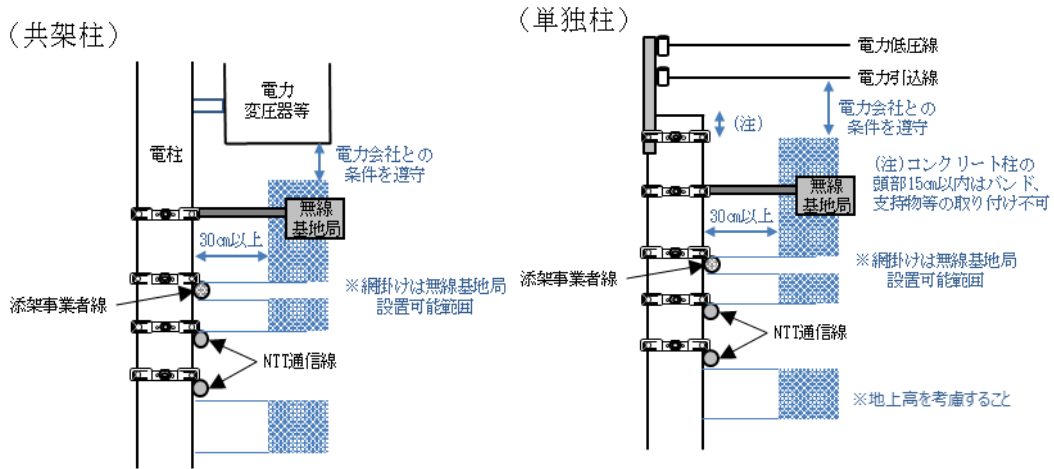 （共架柱）
電力
変圧器等
電柱
電力会社との
条件を遵守
無線
基地局
30㎝以上
※網掛けは無線基地局
設置可能範囲
添架事業者線
NTT通信線
（単独柱）
電力低圧線
電力引込線
電力会社との
条件を遵守
(注)
(注)コンクリート柱の
頭部15㎝以内はバンド、
支持物等の取り付け不可
無線
基地局
30㎝以上
※網掛けは無線基地局
設置可能範囲
添架事業者線
NTT通信線
※地上高を考慮すること